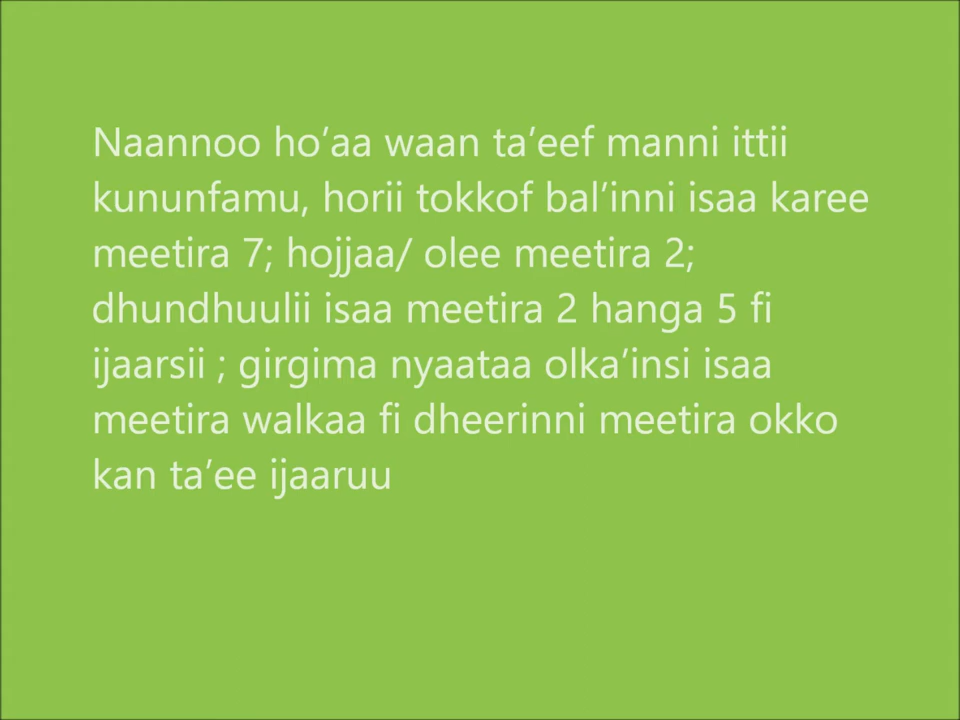 Naannoo ho’aa waan ta’eef manni ittii
kununfamu, horii tokkof bal’inni isaa karee
meetira 7; hojjaa/ olee meetira 2;
dhundhuulii isaa meetira 2 hanga 5 fi
ijaarsii ; girgima nyaataa olka’insi isaa
meetira walkaa fi dheerinni meetira okko
kan ta’ee ijaaruu